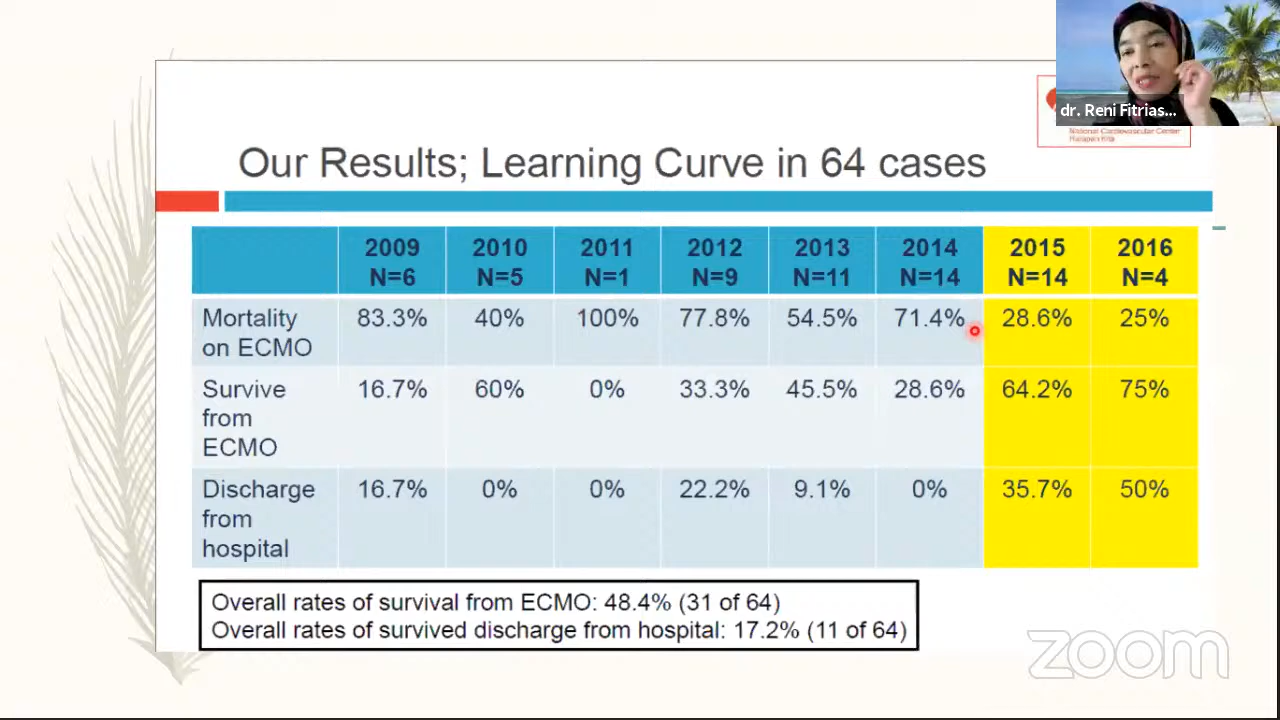 dr. Reni Fitrias...
National Cardiovascular Center
Harapan Kita
Our Results; Learning Curve in 64 cases
2009 2010 2011 2012 2013 2014 2015 2016
N=6 N=5 N=1 N=9 N=11 N=14 N=14 N=4
Mortality 83.3% 40% 100% 77.8% 54.5% 71.4% 28.6% 25%
on ECMO
Survive 16.7% 60% 0% 33.3% 45.5% 28.6% 64.2% 75%
from
ECMO
Discharge 16.7% 0% 0% 22.2% 9.1% 0% 35.7% 50%
from
hospital
Overall rates of survival from ECMO: 48.4% (31 of 64)
Overall rates of survived discharge from hospital: 17.2% (11 of 64)
zoom